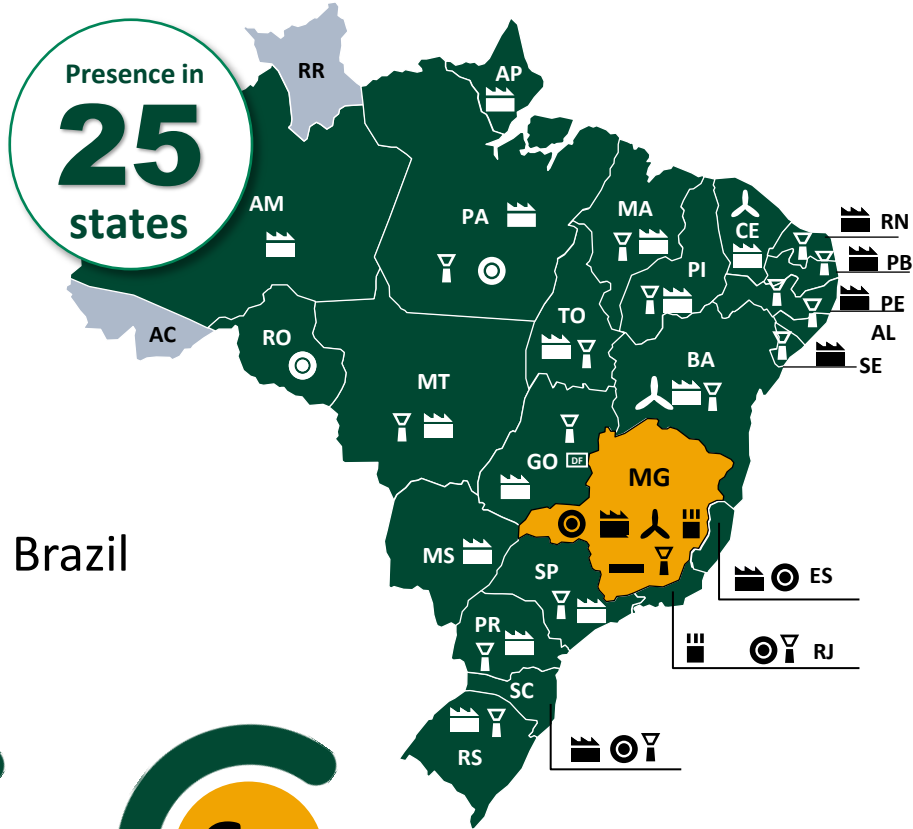 Presence in
25
states
RR
AP
AM
PA
MA
CE
RN
PB
PI
PE
AL
TO
SE
AC
RO
BA
MT
GO
DF
MG
MS
SP
ES
PR
RJ
SC
RS
Brazil